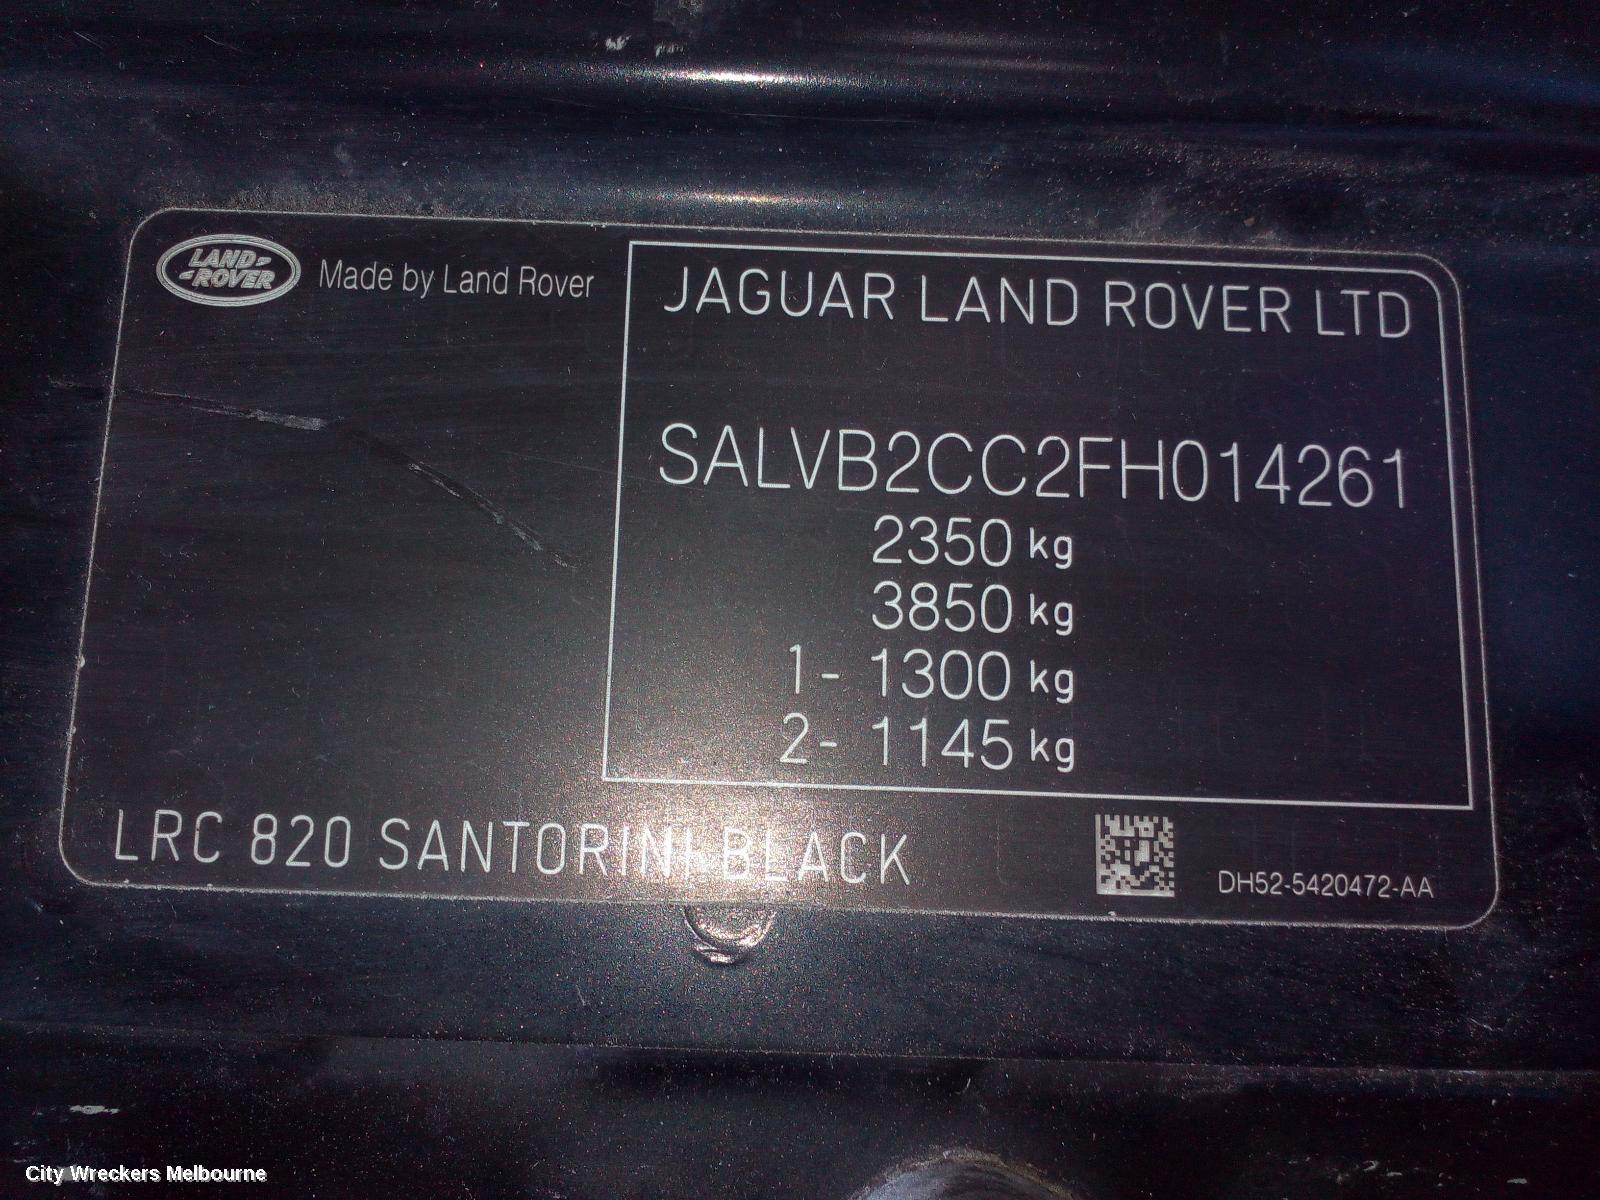 LAND-
-ROVER
Made by Land Rover
JAGUAR LAND ROVER LTD
SALVB2CC2FH014261
2350 kg
3850 kg
1- 1300 kg
2- 1145 kg
LRC 820 SANTORINI BLACK
DH52-5420472-AA
City Wreckers Melbourne